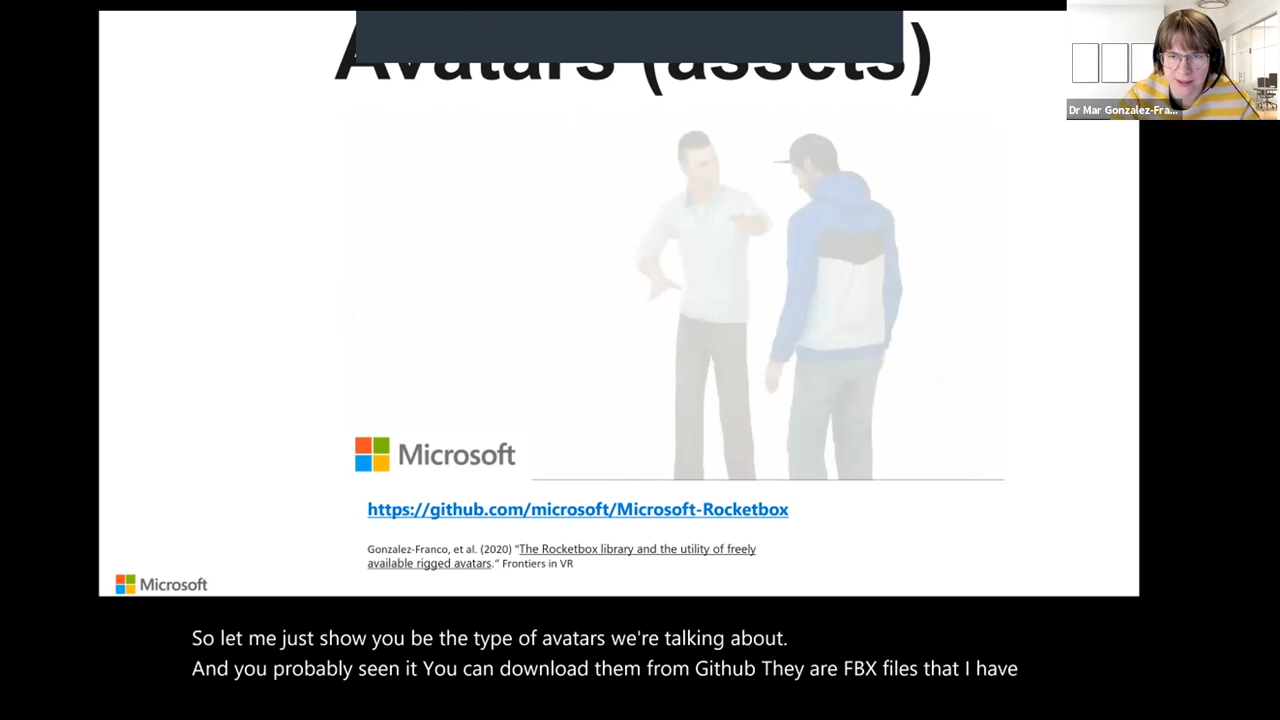 Avatars (assets)
Dr Mar Gonzalez-Fra...
Microsoft
https://github.com/microsoft/Microsoft-Rocketbox
Gonzalez-Franco, et al. (2020) "The Rocketbox library and the utility of freely
available rigged avatars." Frontiers in VR
Microsoft
So let me just show you be the type of avatars we're talking about.
And you probably seen it You can download them from Github They are FBX files that I have